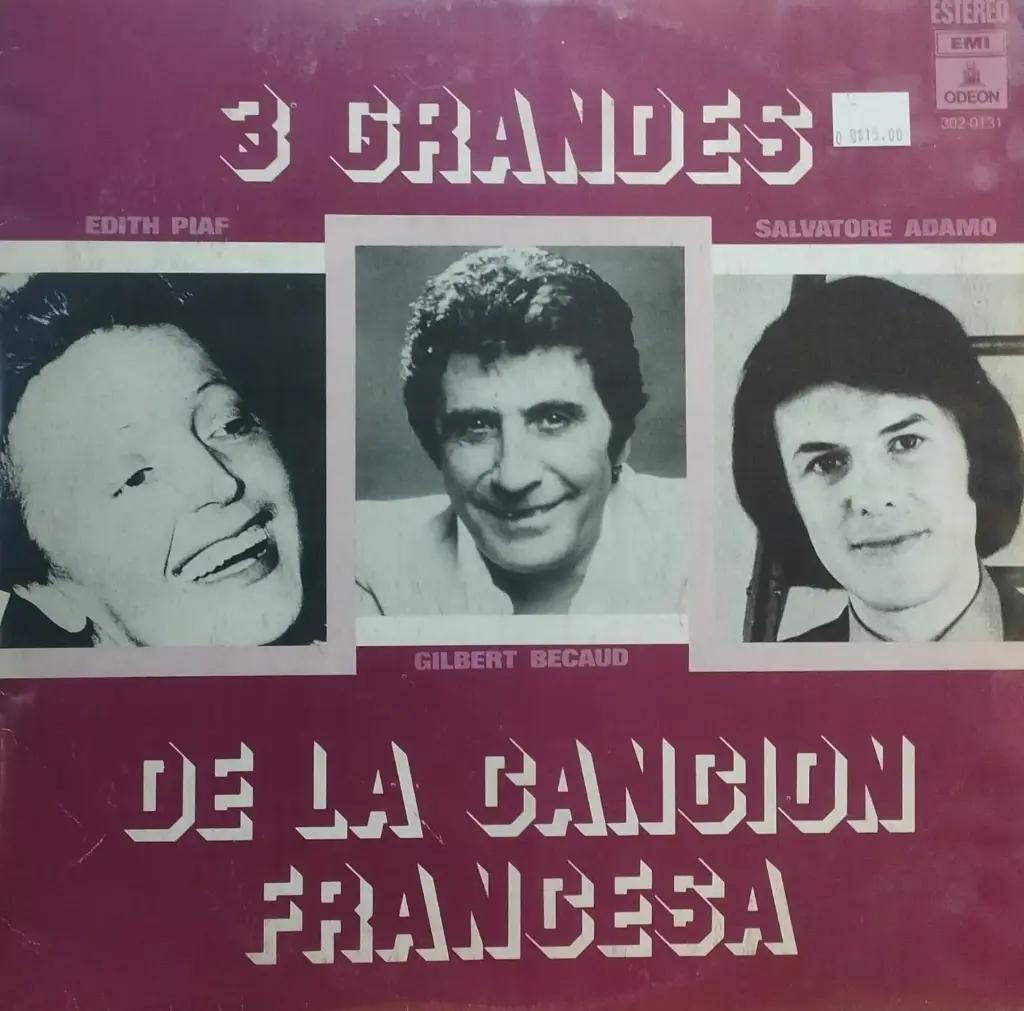 ESTEREO
EMI
ODEON
302-0131
3 GRANDES
EDITH PIAF
SALVATORE ADAMO
GILBERT BECAUD
DE LA CANCION
FRANCESA